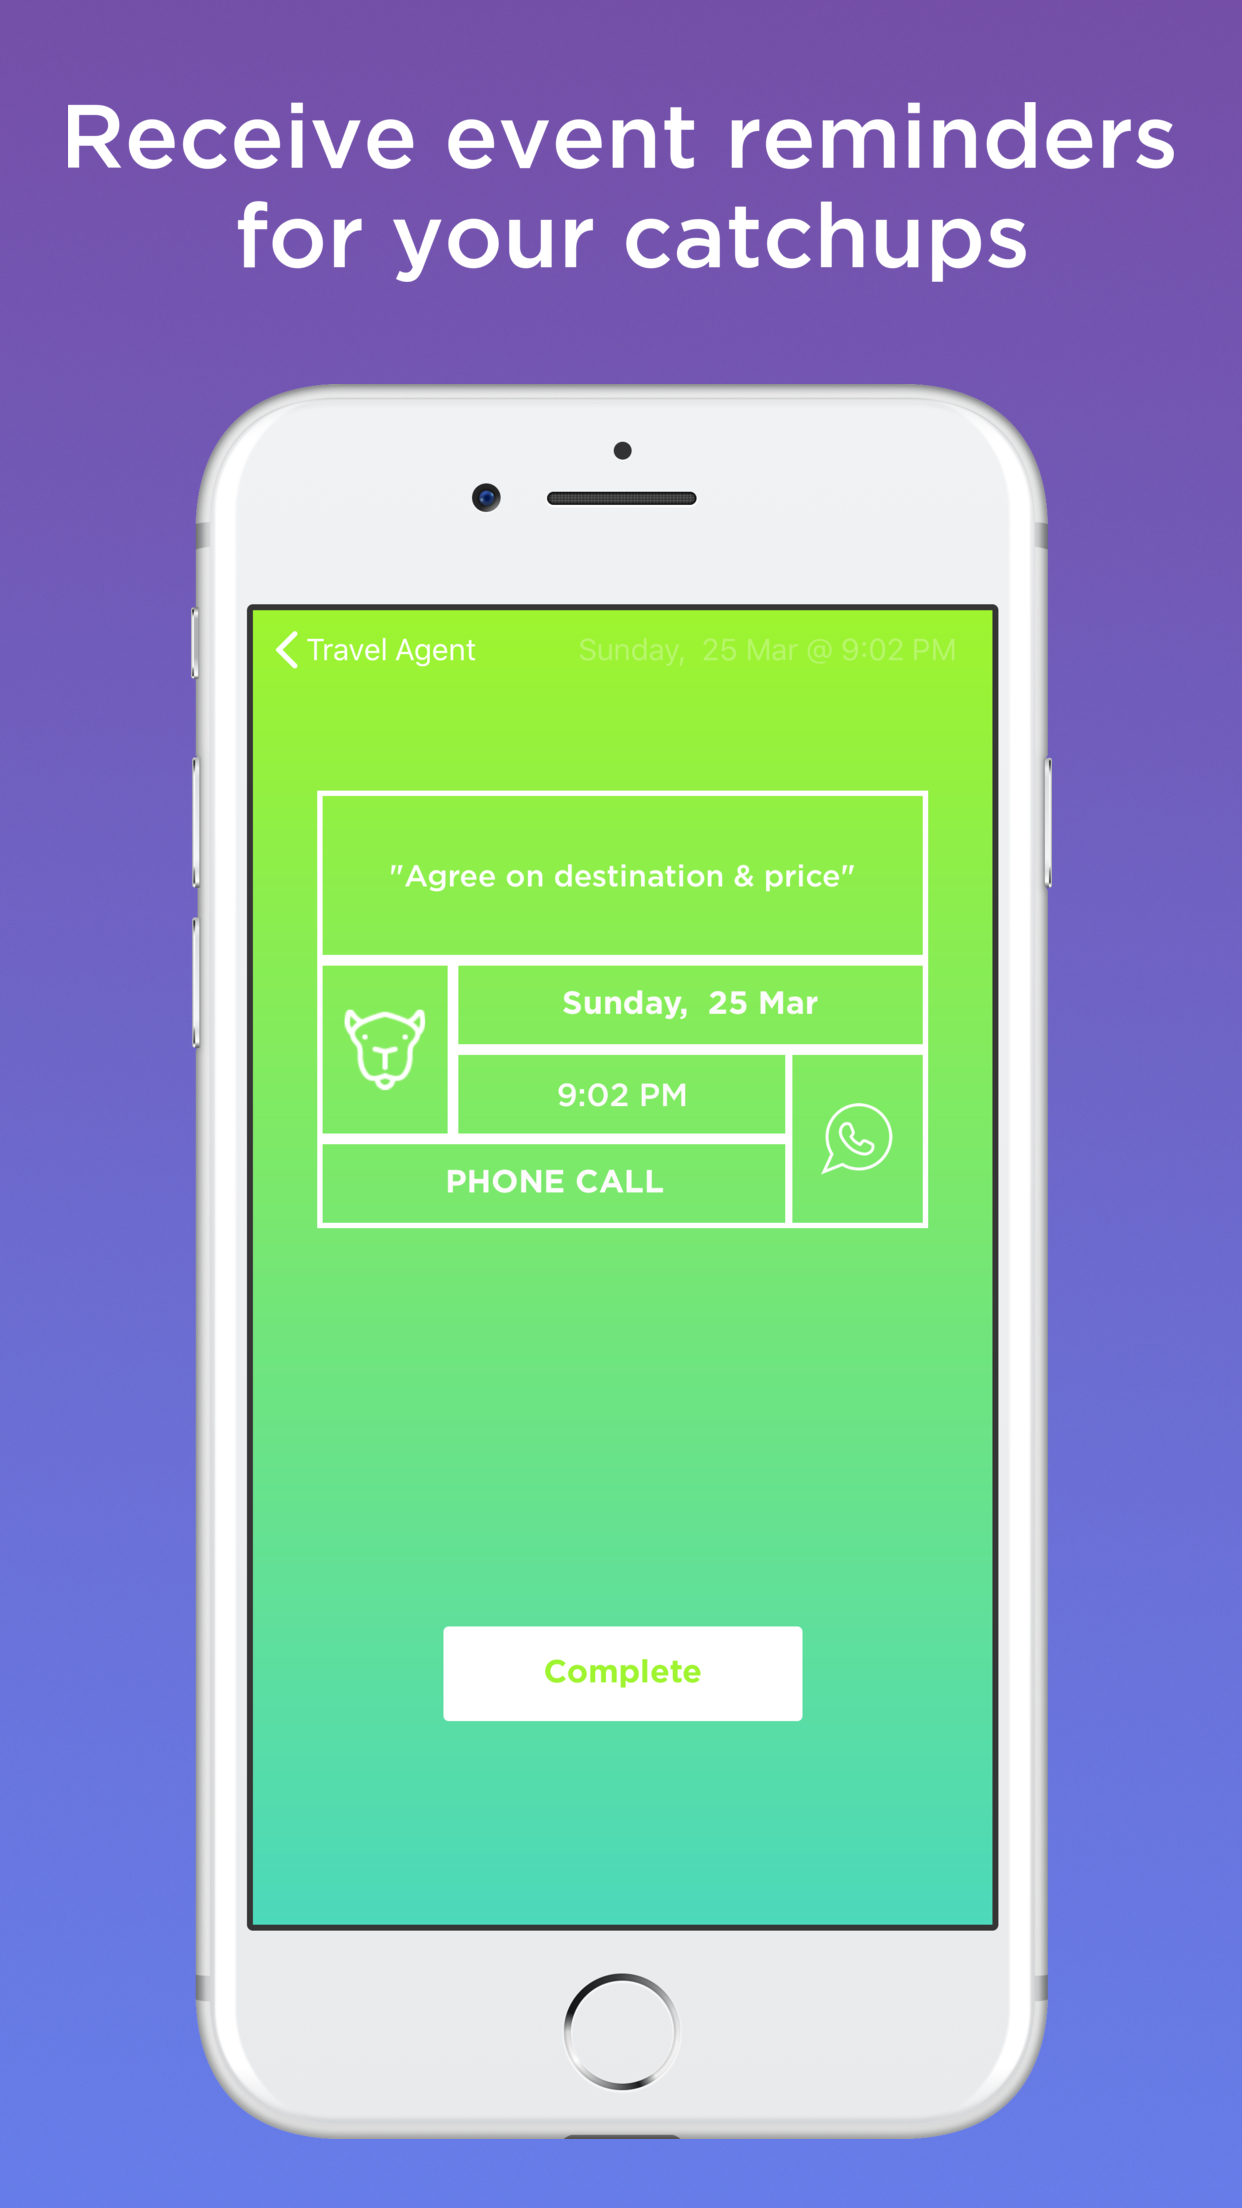 Receive event reminders
for your catchups
Travel Agent
Sunday, 25 Mar @ 9:02 PM
"Agree on destination & price"
Sunday, 25 Mar
9:02 PM
PHONE CALL
Complete